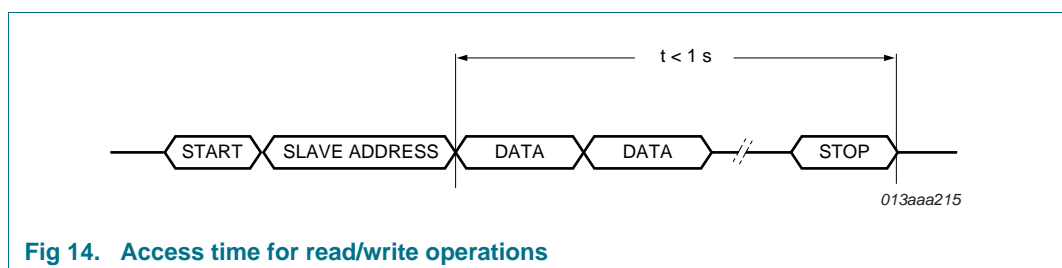 t < 1 s
START SLAVE ADDRESS DATA DATA STOP
013aaa215
Fig 14. Access time for read/write operations